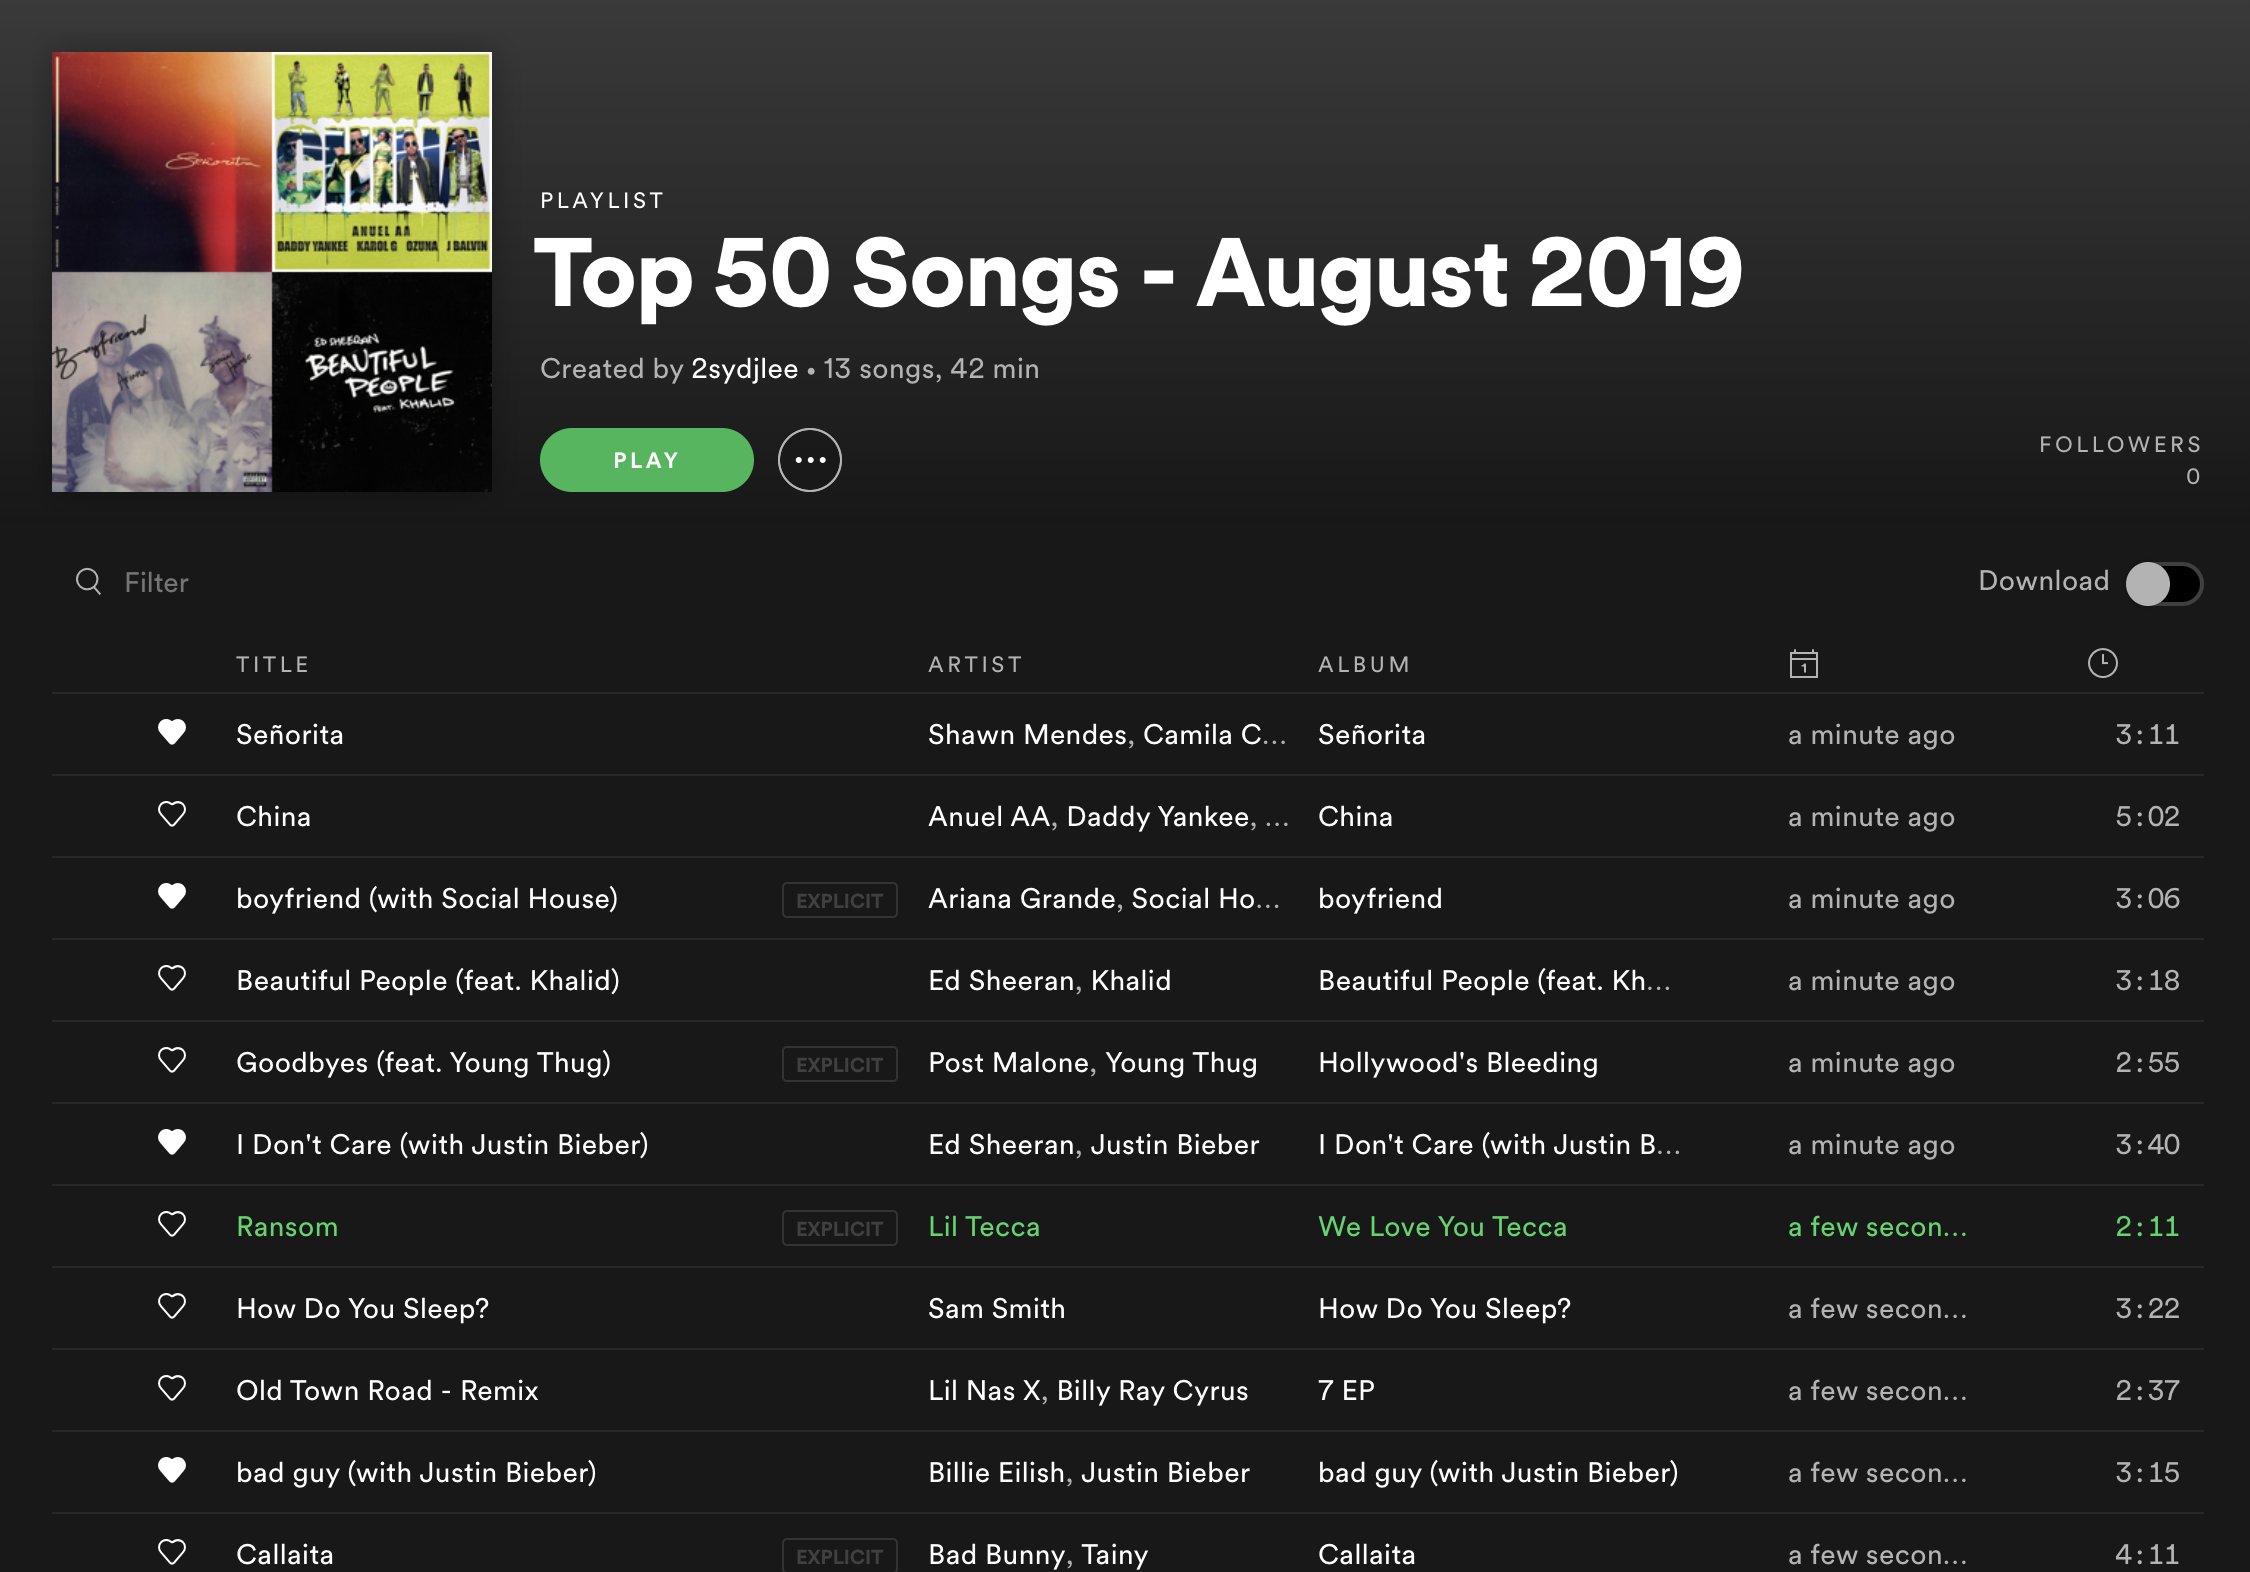 Señorita
CHINA
ANUEL AA
DADDY YANKEE KAROL G OZUNA J BALVIN
Boyfriend
ED SHEERAN
BEAUTIFUL
PEOPLE
FEAT. KHALID
PLAYLIST
Top 50 Songs - August 2019
Created by 2sydjlee • 13 songs, 42 min
PLAY
FOLLOWERS
0
Filter
Download
TITLE ARTIST ALBUM 1
Señorita Shawn Mendes, Camila C... Señorita a minute ago 3:11
China Anuel AA, Daddy Yankee, ... China a minute ago 5:02
boyfriend (with Social House) EXPLICIT Ariana Grande, Social Ho... boyfriend a minute ago 3:06
Beautiful People (feat. Khalid) Ed Sheeran, Khalid Beautiful People (feat. Kh... a minute ago 3:18
Goodbyes (feat. Young Thug) EXPLICIT Post Malone, Young Thug Hollywood's Bleeding a minute ago 2:55
I Don't Care (with Justin Bieber) Ed Sheeran, Justin Bieber I Don't Care (with Justin B... a minute ago 3:40
Ransom EXPLICIT Lil Tecca We Love You Tecca a few secon... 2:11
How Do You Sleep? Sam Smith How Do You Sleep? a few secon... 3:22
Old Town Road - Remix Lil Nas X, Billy Ray Cyrus 7 EP a few secon... 2:37
bad guy (with Justin Bieber) Billie Eilish, Justin Bieber bad guy (with Justin Bieber) a few secon... 3:15
Callaita EXPLICIT Bad Bunny, Tainy Callaita a few secon... 4:11